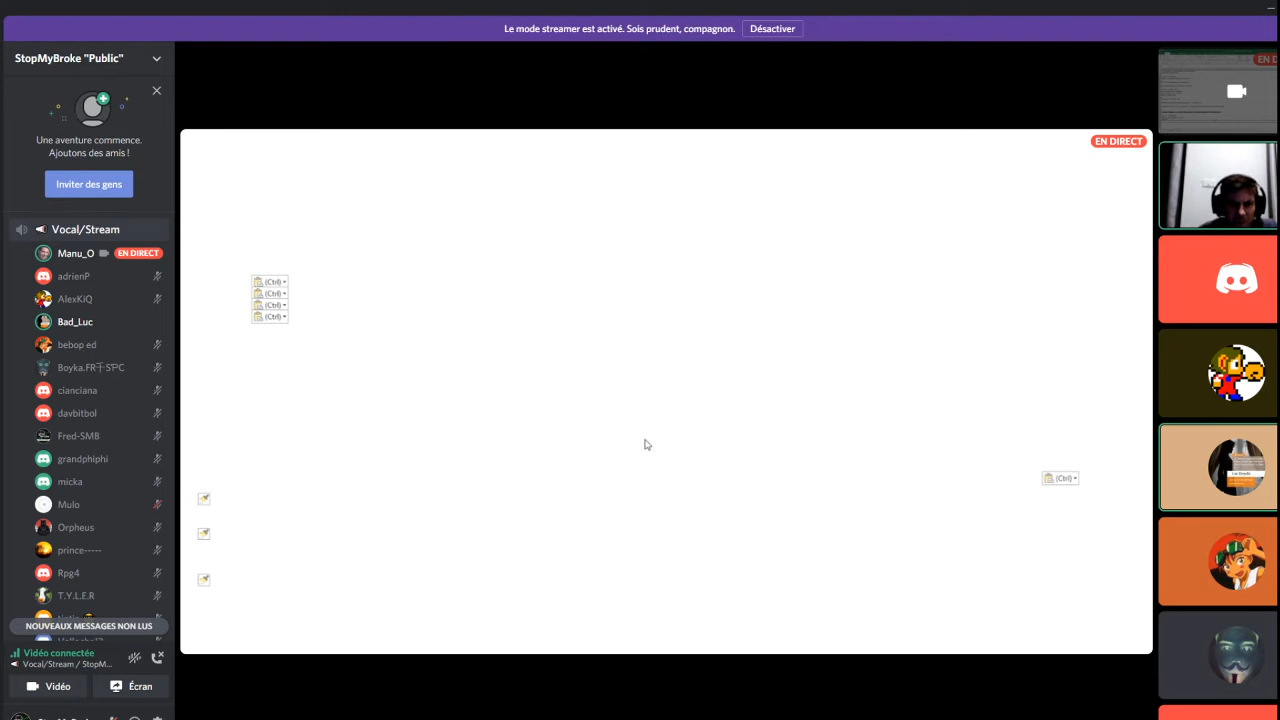 Le mode streamer est activé. Sois prudent, compagnon.
Désactiver
StopMyBroke "Public"
Une aventure commence.
Ajoutons des amis !
Inviter des gens
Vocal/Stream
Manu_O
EN DIRECT
adrienP
AlexKiQ
Bad_Luc
bebop ed
Boyka.FR
cianciana
davbitbol
Fred-SMB
grandphiphi
micka
Mulo
Orpheus
prince-----
Rpg4
T.Y.L.E.R
NOUVEAUX MESSAGES NON LUS
Vidéo connectée
Vocal/Stream / StopM...
Vidéo
Écran
EN DIRECT
(Ctrl)
(Ctrl)
(Ctrl)
(Ctrl)
(Ctrl)
EN D